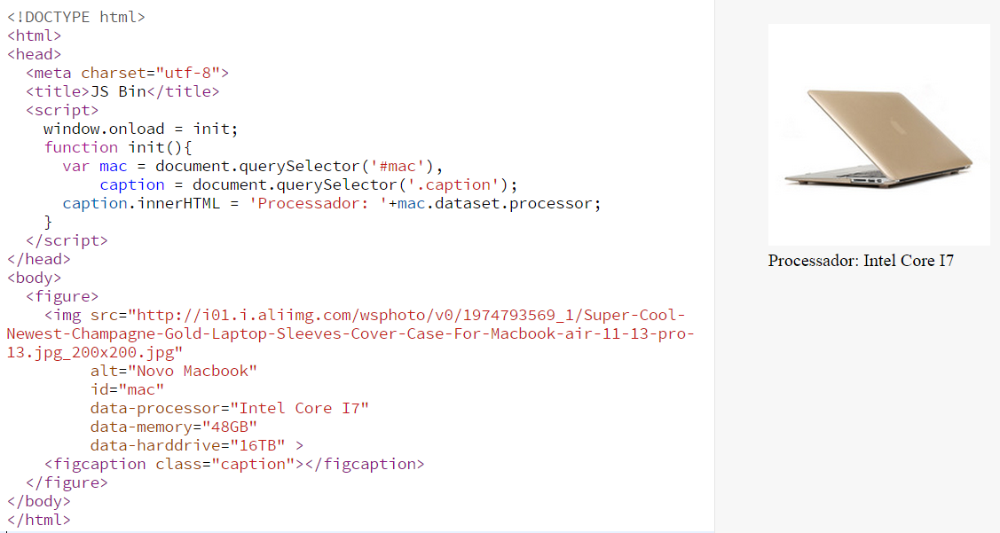 <!DOCTYPE html>
<html>
<head>
  <meta charset="utf-8">
  <title>JS Bin</title>
  <script>
    window.onload = init;
    function init(){
      var mac = document.querySelector('#mac'),
          caption = document.querySelector('.caption');
      caption.innerHTML = 'Processador: '+mac.dataset.processor;
    }
  </script>
</head>
<body>
  <figure>
    <img src="http://i01.i.aliimg.com/wsphoto/v0/1974793569_1/Super-Cool-
Newest-Champagne-Gold-Laptop-Sleeves-Cover-Case-For-Macbook-air-11-13-pro-
13.jpg_200x200.jpg"
         alt="Novo Macbook"
         id="mac"
         data-processor="Intel Core I7"
         data-memory="48GB"
         data-harddrive="16TB" >
    <figcaption class="caption"></figcaption>
  </figure>
</body>
</html>
Processador: Intel Core I7